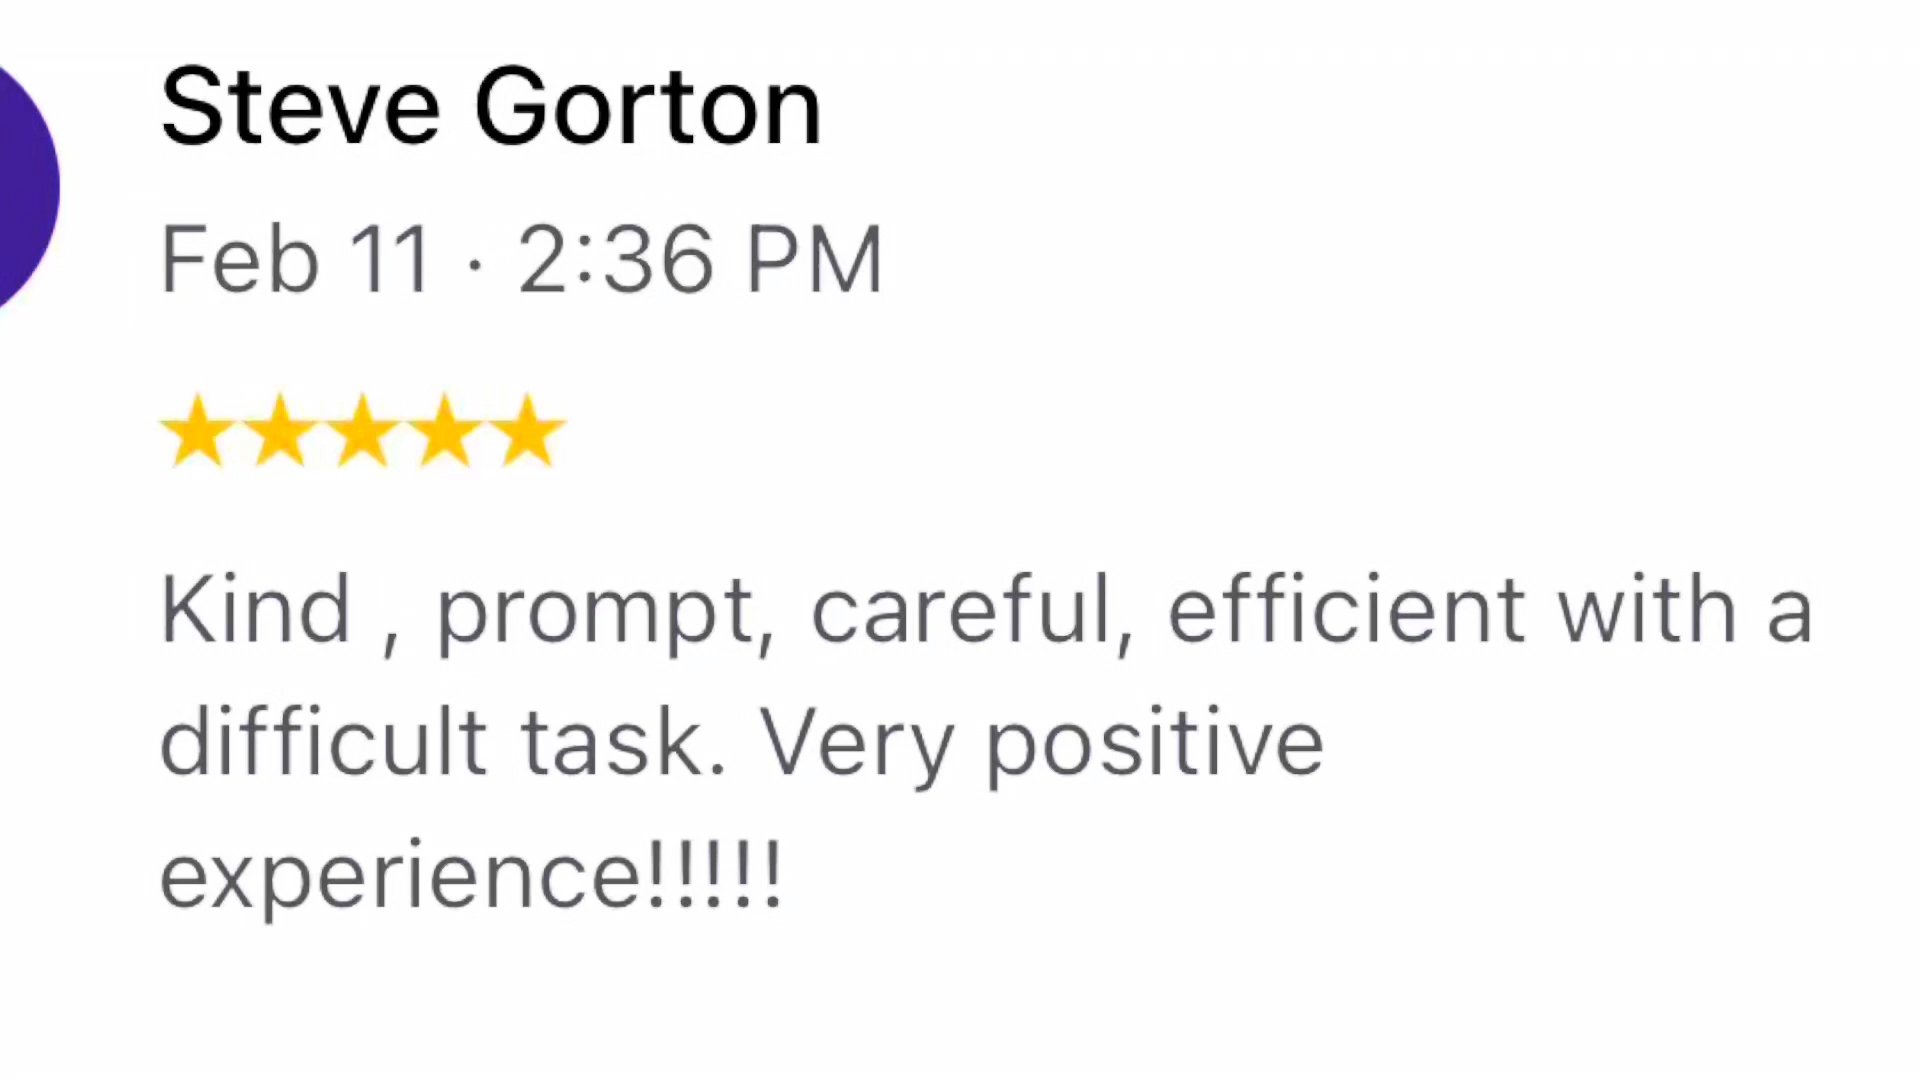 Steve Gorton
Feb 11 · 2:36 PM
★★★★★
Kind , prompt, careful, efficient with a
difficult task. Very positive
experience!!!!!